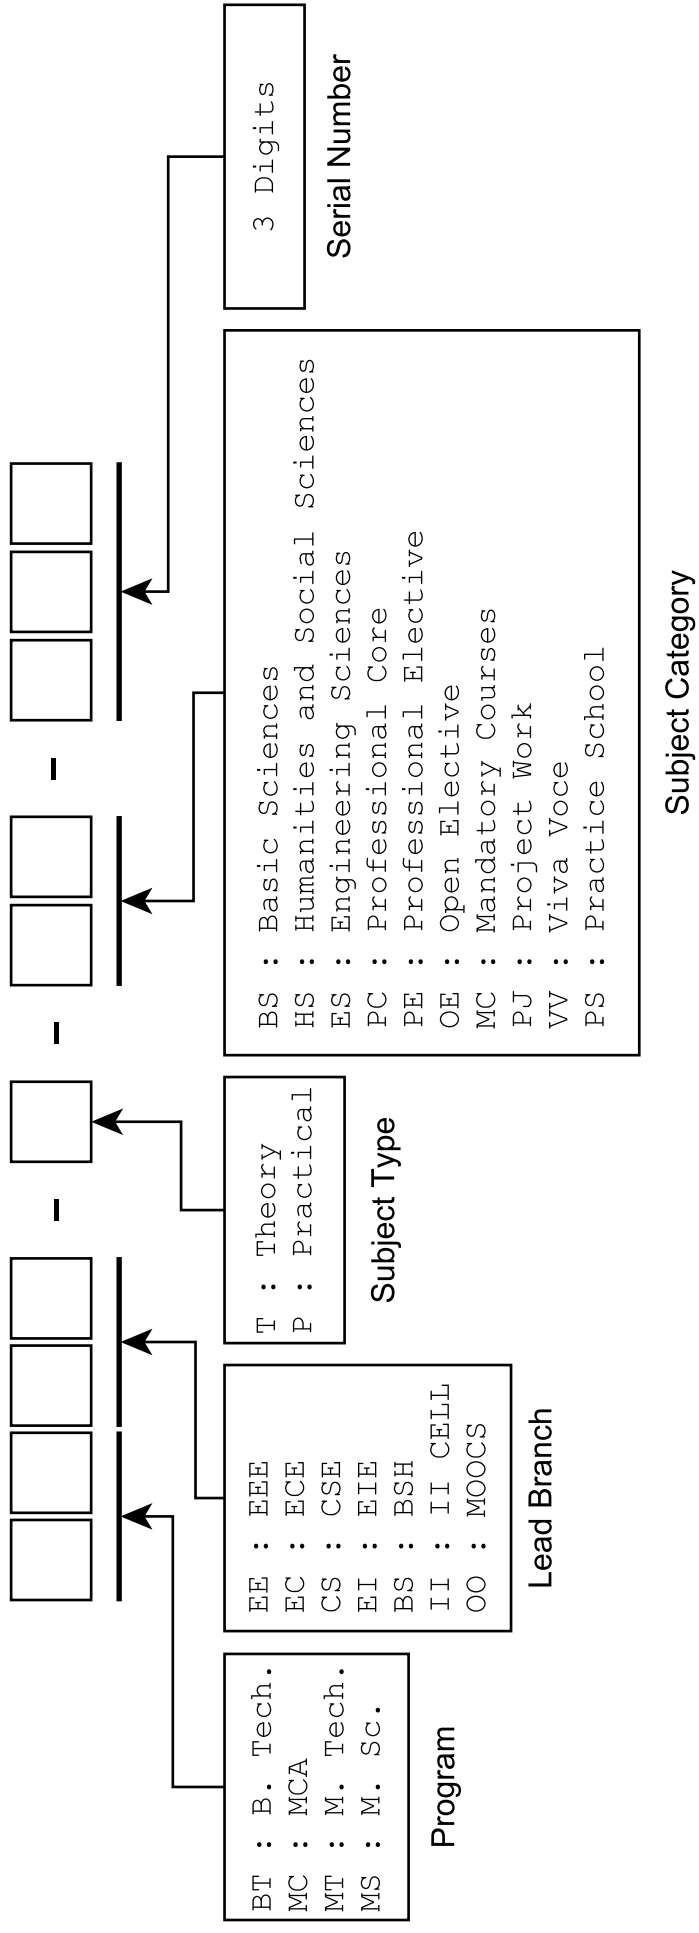 –
–
–
BT : B. Tech.
MC : MCA
MT : M. Tech.
MS : M. Sc.
Program
EE : EEE
EC : ECE
CS : CSE
EI : EIE
BS : BSH
II : II CELL
OO : MOOCS
Lead Branch
T : Theory
P : Practical
Subject Type
BS : Basic Sciences
HS : Humanities and Social Sciences
ES : Engineering Sciences
PC : Professional Core
PE : Professional Elective
OE : Open Elective
MC : Mandatory Courses
PJ : Project Work
VV : Viva Voce
PS : Practice School
Subject Category
3 Digits
Serial Number